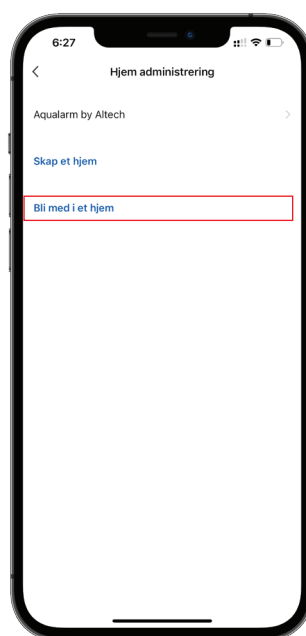 6:27
Hjem administrering
Aqualarm by Altech
Skap et hjem
Bli med i et hjem